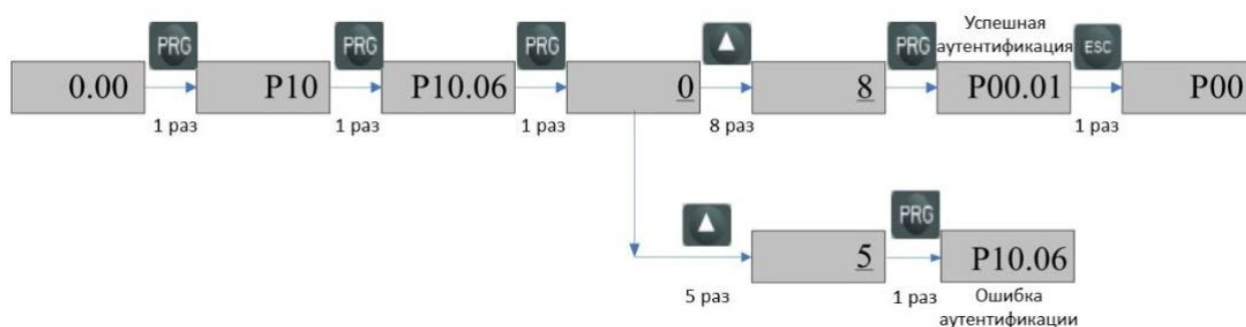 Успешная
PRG PRG PRG PRG аутентификация ESC
0.00 P10 P10.06 0 8 P00.01 P00
1 раз 1 раз 1 раз 8 раз 1 раз
PRG
5 P10.06
5 раз 1 раз Ошибка
аутентификации